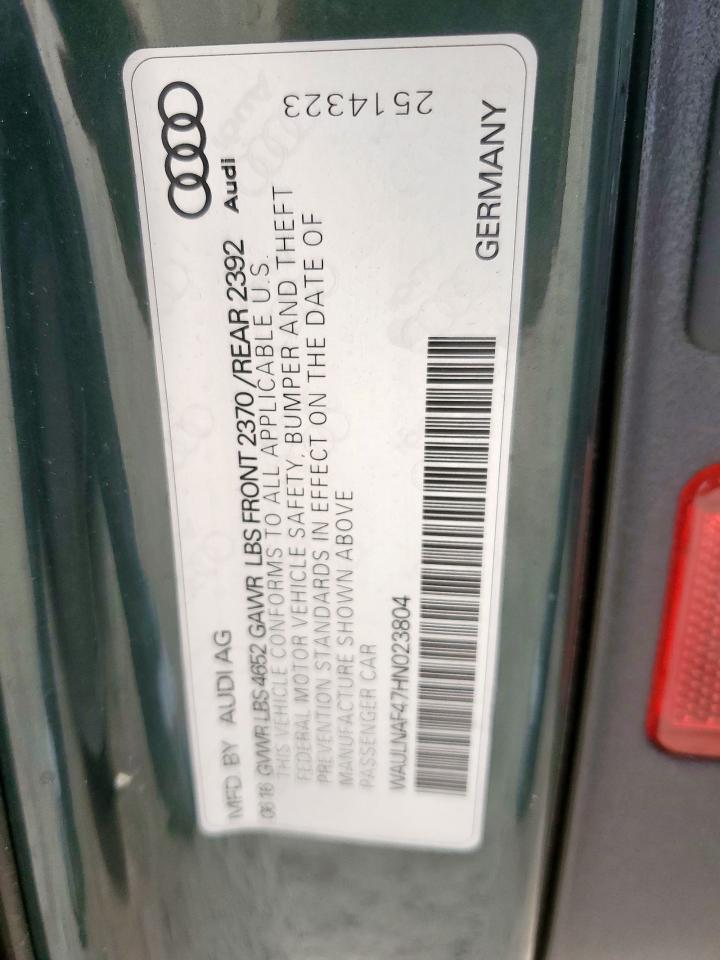 MFD BY AUDI AG
Audi
06 16 GVWR LBS 4652 GAWR LBS FRONT 2370 / REAR 2392
THIS VEHICLE CONFORMS TO ALL APPLICABLE U.S.
FEDERAL MOTOR VEHICLE SAFETY, BUMPER AND THEFT
PREVENTION STANDARDS IN EFFECT ON THE DATE OF
MANUFACTURE SHOWN ABOVE
PASSENGER CAR
WAULNAF47HN023804
GERMANY
2514323